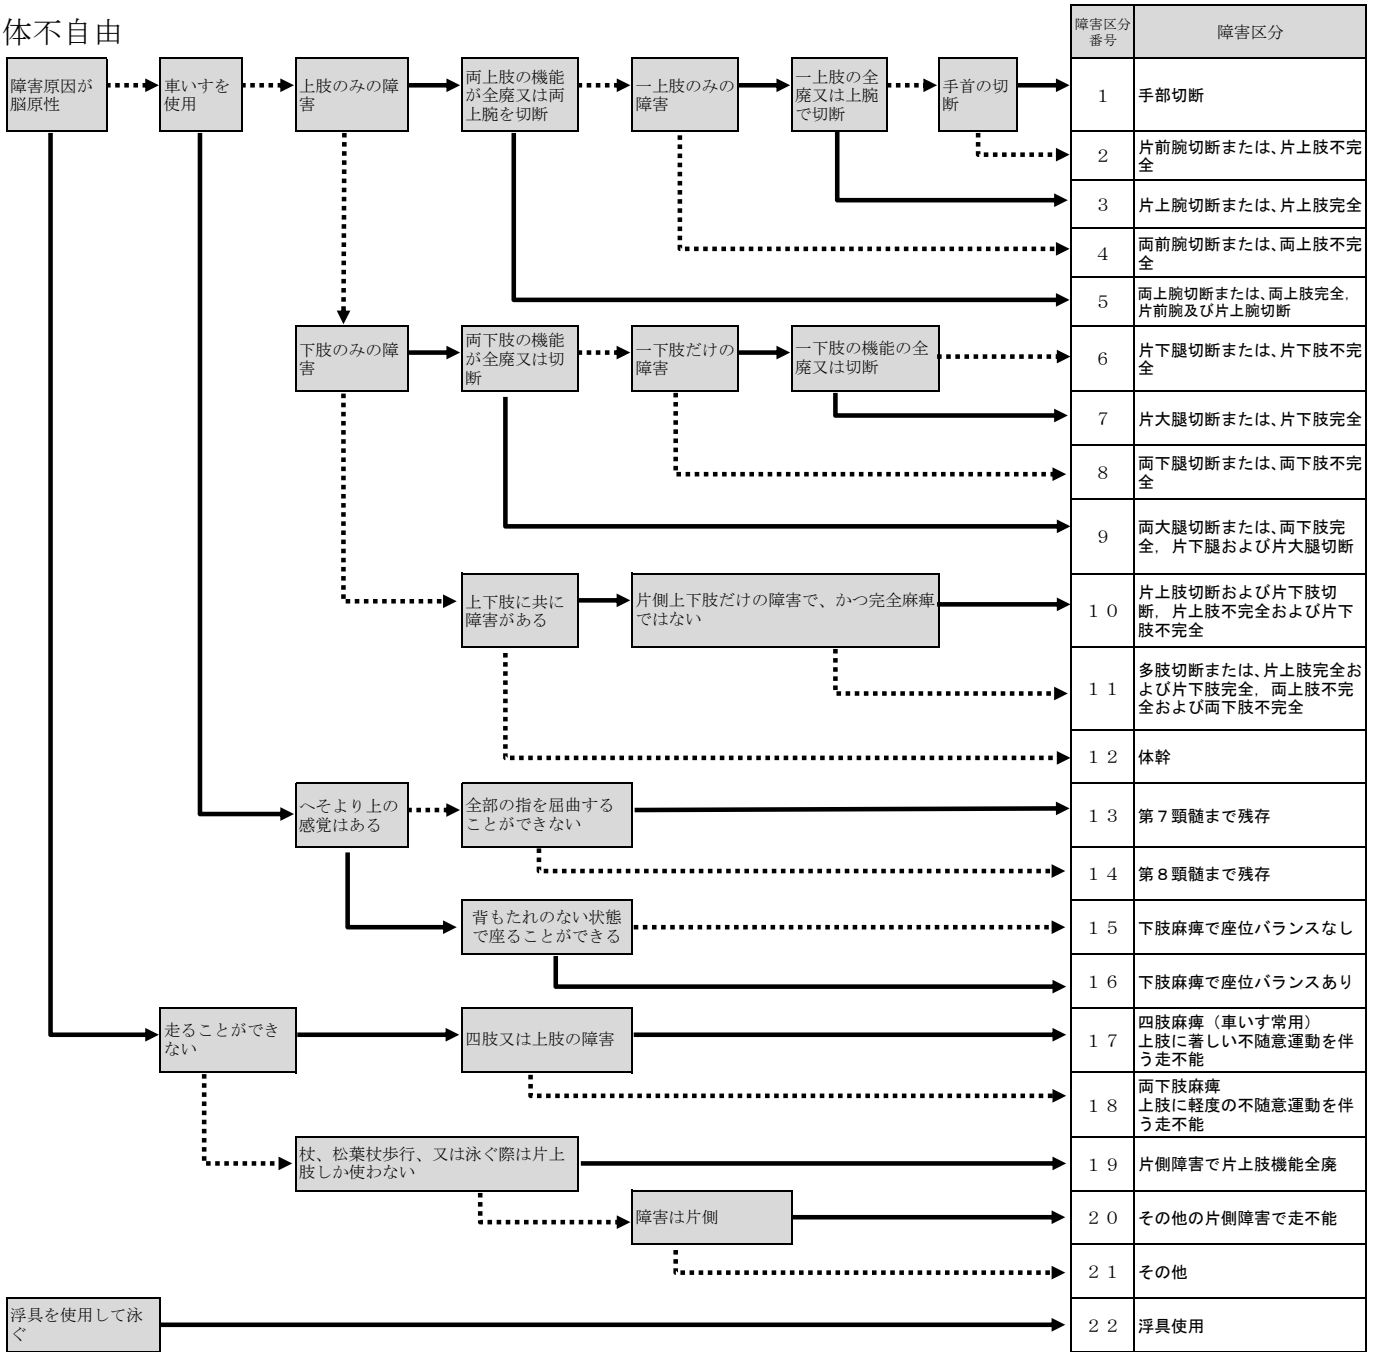 体不自由
障害区分
番号
障害区分
障害原因が
脳原性
車いすを
使用
上肢のみの障
害
両上肢の機能
が全廃又は両
上腕を切断
一上肢のみの
障害
一上肢の全
廃又は上腕
で切断
手首の切
断
1
手部切断
2
片前腕切断または、片上肢不完
全
3
片上腕切断または、片上肢完全
4
両前腕切断または、両上肢不完
全
5
両上腕切断または、両上肢完全,
片前腕及び片上腕切断
下肢のみの障
害
両下肢の機能
が全廃又は切
断
一下肢だけの
障害
一下肢の機能の全
廃又は切断
6
片下腿切断または、片下肢不完
全
7
片大腿切断または、片下肢完全
8
両下腿切断または、両下肢不完
全
9
両大腿切断または、両下肢完
全, 片下腿および片大腿切断
上下肢に共に
障害がある
片側上下肢だけの障害で、かつ完全麻痺
ではない
10
片上肢切断および片下肢切
断, 片上肢不完全および片下
肢不完全
11
多肢切断または、片上肢完全お
よび片下肢完全, 両上肢不完
全および両下肢不完全
12
体幹
へそより上の
感覚はある
全部の指を屈曲する
ことができない
13
第7頸髄まで残存
14
第8頸髄まで残存
背もたれのない状態
で座ることができる
15
下肢麻痺で座位バランスなし
16
下肢麻痺で座位バランスあり
走ることができ
ない
四肢又は上肢の障害
17
四肢麻痺（車いす常用）
上肢に著しい不随意運動を伴
う走不能
18
両下肢麻痺
上肢に軽度の不随意運動を伴
う走不能
杖、松葉杖歩行、又は泳ぐ際は片上
肢しか使わない
19
片側障害で片上肢機能全廃
障害は片側
20
その他の片側障害で走不能
21
その他
浮具を使用して泳
ぐ
22
浮具使用